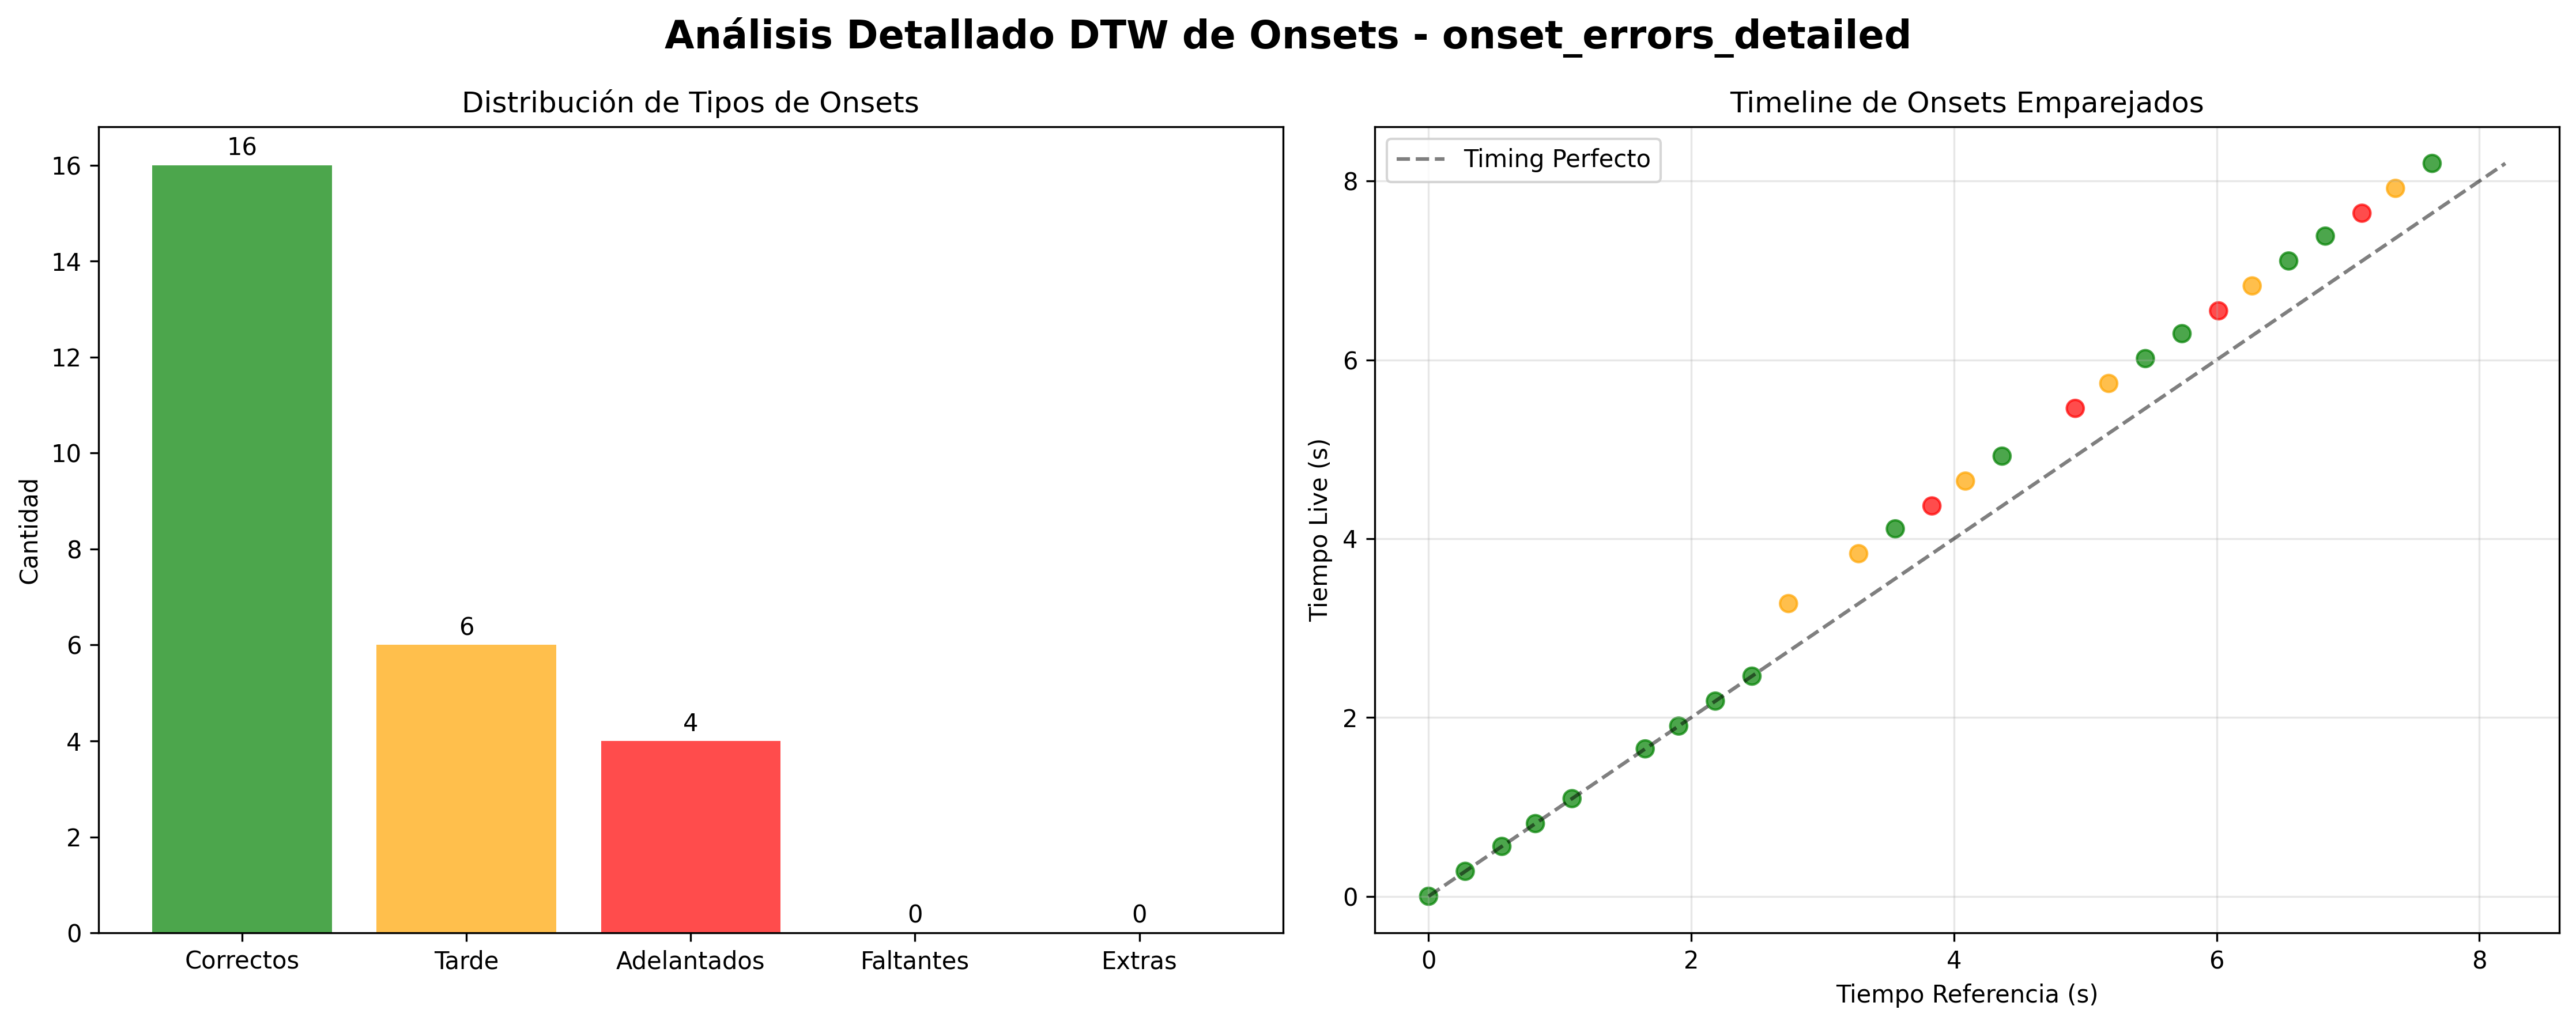 Análisis Detallado DTW de Onsets - onset_errors_detailed
Distribución de Tipos de Onsets
Cantidad
16
14
12
10
8
6
4
2
0
16
6
4
0
0
Correctos
Tarde
Adelantados
Faltantes
Extras
Timeline de Onsets Emparejados
Timing Perfecto
Tiempo Live (s)
8
6
4
2
0
0
2
4
6
8
Tiempo Referencia (s)